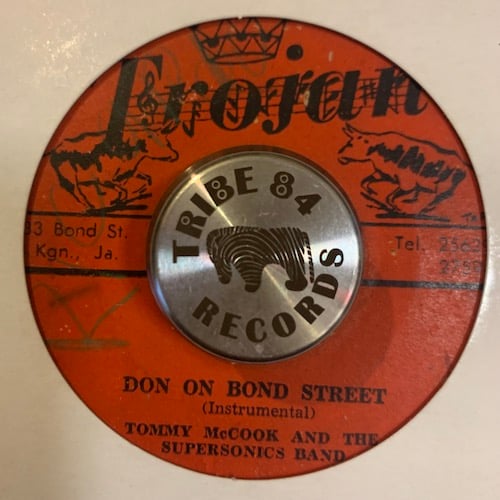 Trojan
33 Bond St.
Kgn., Ja.
Tel.
TRIBE 84
RECORDS
DON ON BOND STREET
(Instrumental)
TOMMY McCOOK AND THE
SUPERSONICS BAND